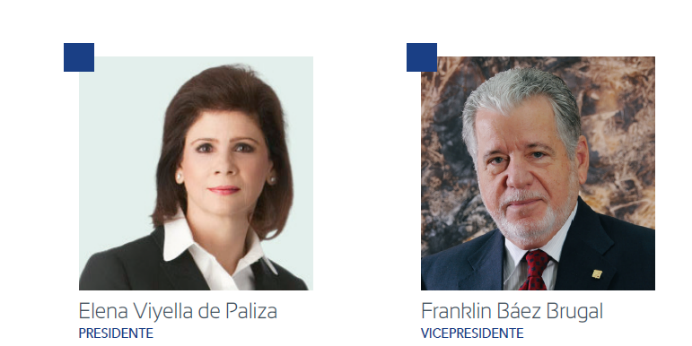 Elena Viyella de Paliza
PRESIDENTE
Franklin Báez Brugal
VICEPRESIDENTE